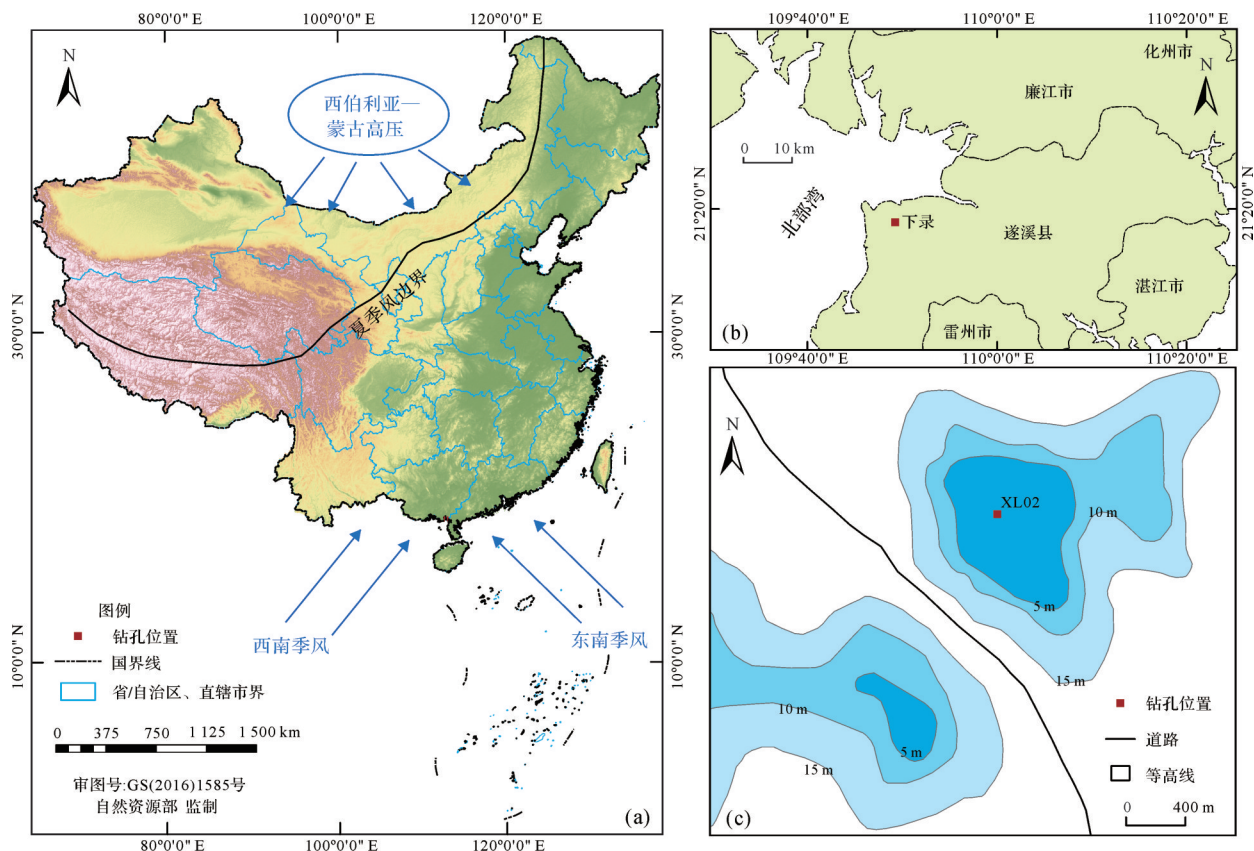 80°0'0" E
100°0'0" E
120°0'0" E
N
西伯利亚—
蒙古高压
夏季风边界
30°0'0" N
30°0'0" N
10°0'0" N
10°0'0" N
西南季风
东南季风
图例
钻孔位置
国界线
省/自治区、直辖市界
0 375 750 1 125 1 500 km
审图号:GS(2016)1585号
自然资源部 监制
(a)
80°0'0" E
100°0'0" E
120°0'0" E
109°40'0" E
110°0'0" E
110°20'0" E
化州市
N
廉江市
0 10 km
北部湾
下录
遂溪县
湛江市
雷州市
21°20'0" N
21°20'0" N
(b)
109°40'0" E
110°0'0" E
110°20'0" E
N
XL02
10 m
5 m
15 m
10 m
5 m
15 m
钻孔位置
道路
等高线
0 400 m
(c)